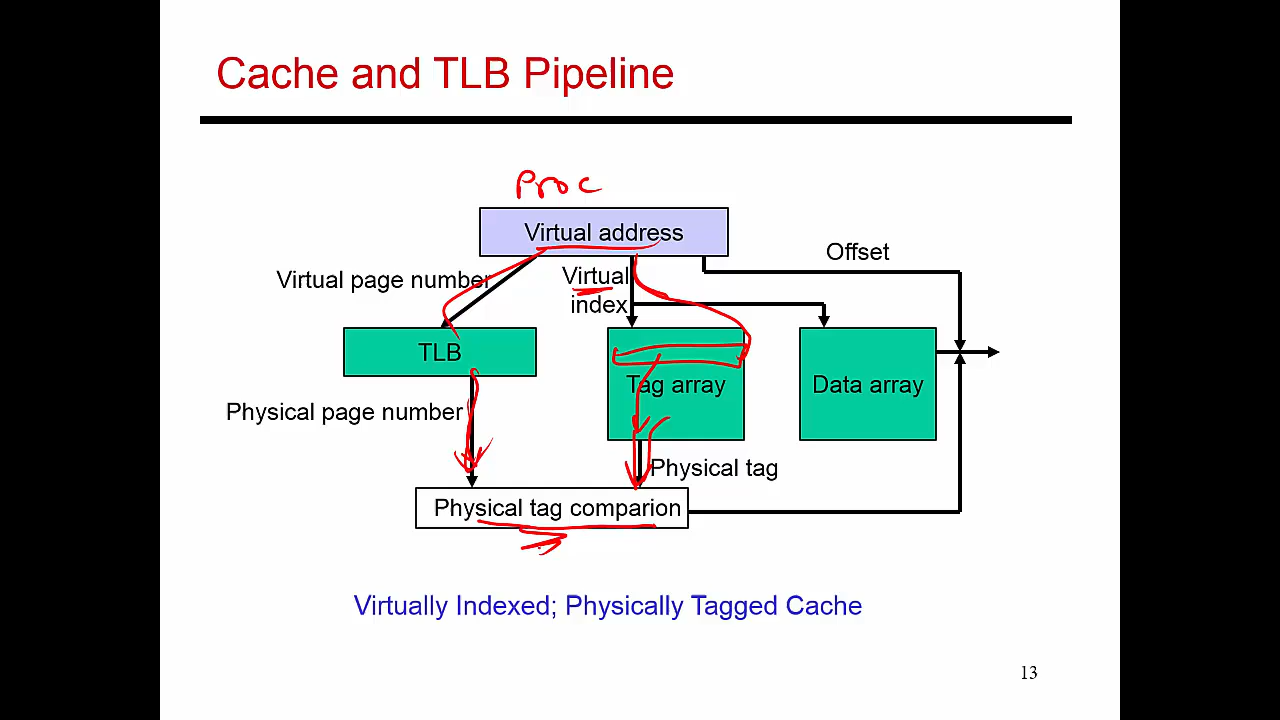 Cache and TLB Pipeline
Proc
Virtual address
Offset
Virtual page number
Virtual
index
TLB
Tag array
Data array
Physical page number
Physical tag
Physical tag comparion
Virtually Indexed; Physically Tagged Cache
13